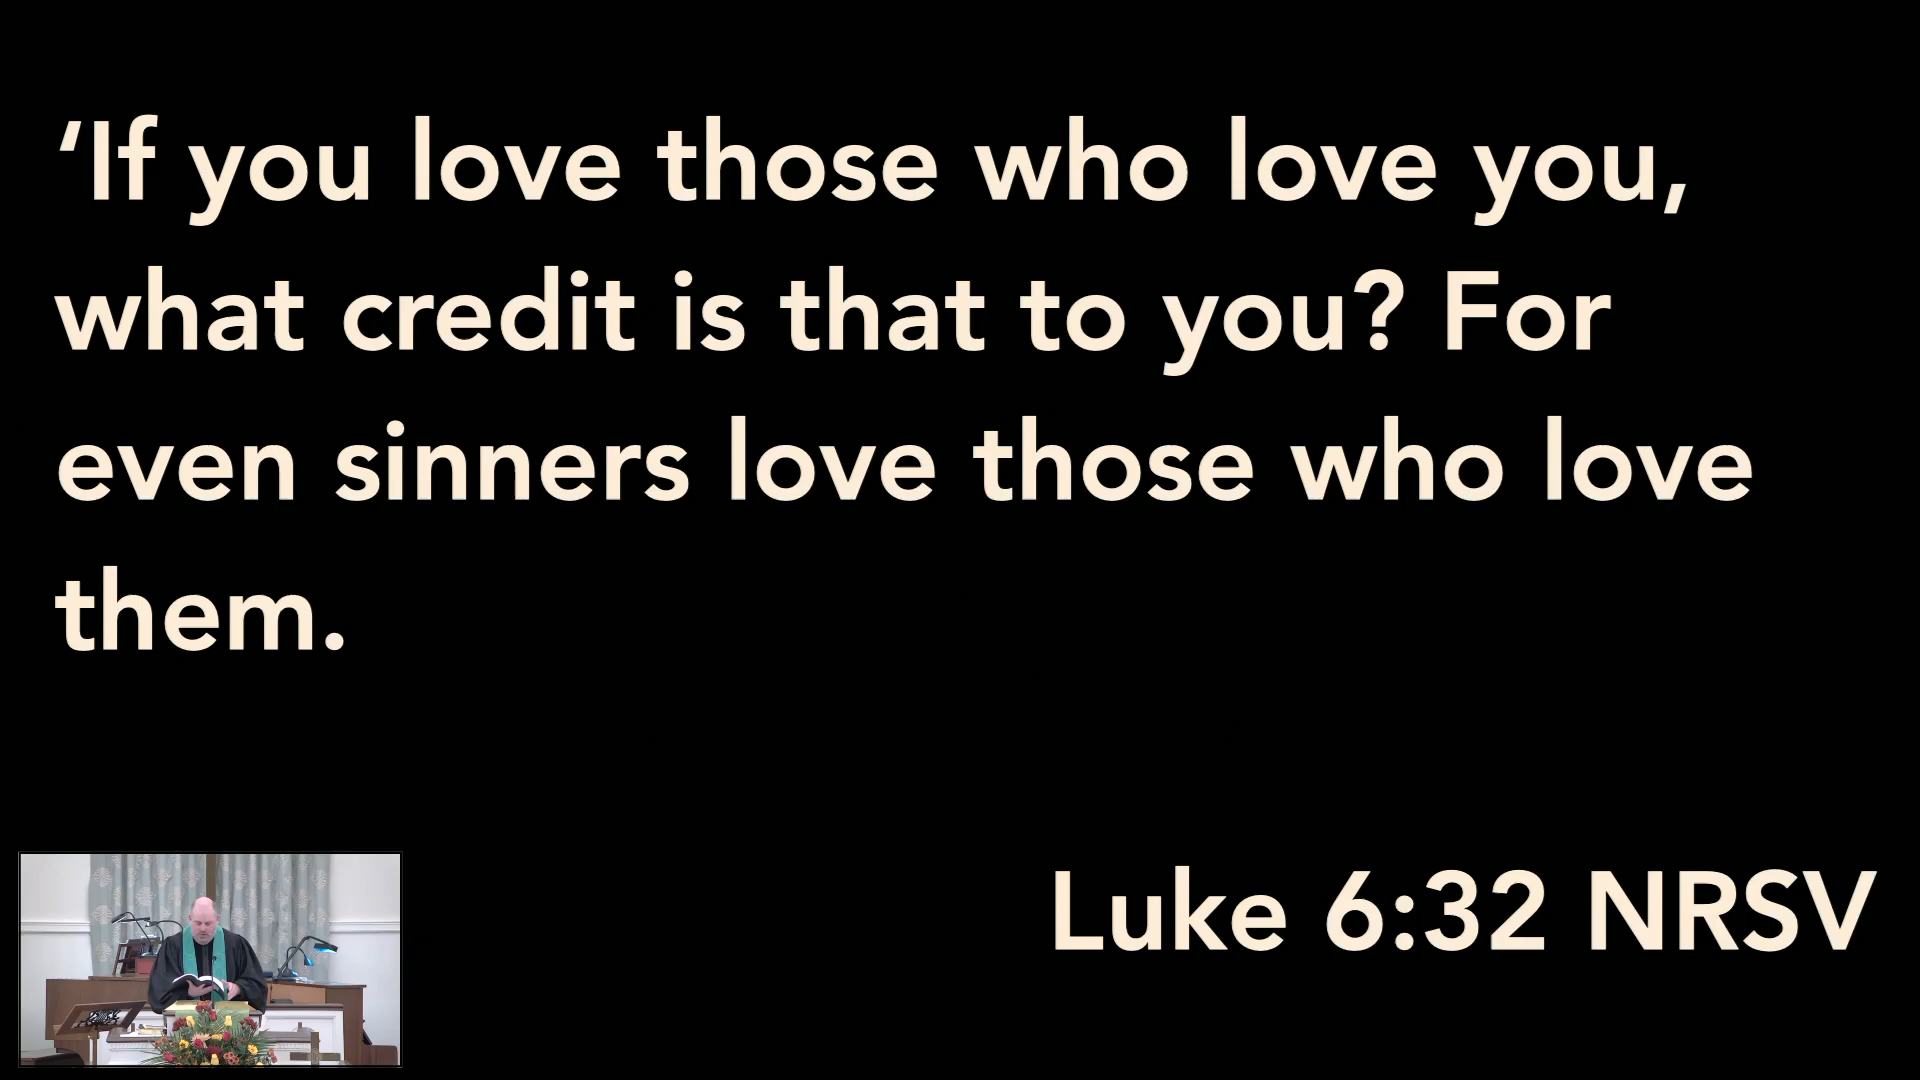 ‘If you love those who love you,
what credit is that to you? For
even sinners love those who love
them.
Luke 6:32 NRSV